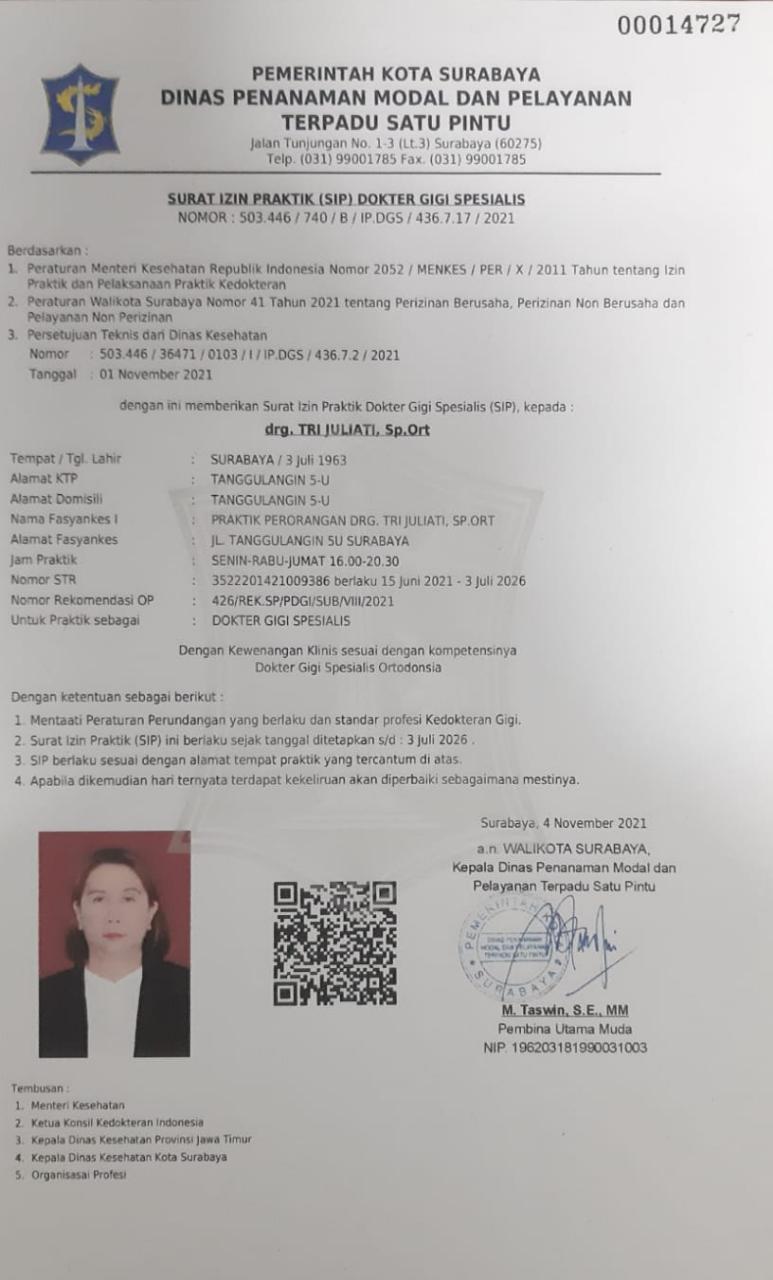 00014727
PEMERINTAH KOTA SURABAYA
DINAS PENANAMAN MODAL DAN PELAYANAN
TERPADU SATU PINTU
Jalan Tunjungan No. 1-3 (Lt.3) Surabaya (60275)
Telp. (031) 99001785 Fax. (031) 99001785
SURAT IZIN PRAKTIK (SIP) DOKTER GIGI SPESIALIS
NOMOR : 503.446 / 740 / B / IP.DGS / 436.7.17 / 2021
Berdasarkan :
1. Peraturan Menteri Kesehatan Republik Indonesia Nomor 2052 / MENKES / PER / X / 2011 Tahun tentang Izin
Praktik dan Pelaksanaan Praktik Kedokteran
2. Peraturan Walikota Surabaya Nomor 41 Tahun 2021 tentang Perizinan Berusaha, Perizinan Non Berusaha dan
Pelayanan Non Perizinan
3. Persetujuan Teknis dari Dinas Kesehatan
Nomor : 503.446 / 36471 / 0103 / I / IP.DGS / 436.7.2 / 2021
Tanggal : 01 November 2021
dengan ini memberikan Surat Izin Praktik Dokter Gigi Spesialis (SIP), kepada :
drg. TRI JULIATI, Sp.Ort
Tempat / Tgl. Lahir : SURABAYA / 3 Juli 1963
Alamat KTP : TANGGULANGIN 5-U
Alamat Domisili : TANGGULANGIN 5-U
Nama Fasyankes I : PRAKTIK PERORANGAN DRG. TRI JULIATI, SP.ORT
Alamat Fasyankes : JL. TANGGULANGIN 5U SURABAYA
Jam Praktik : SENIN-RABU-JUMAT 16.00-20.30
Nomor STR : 3522201421009386 berlaku 15 Juni 2021 - 3 Juli 2026
Nomor Rekomendasi OP : 426/REK.SP/PDGI/SUB/VIII/2021
Untuk Praktik sebagai : DOKTER GIGI SPESIALIS
Dengan Kewenangan Klinis sesuai dengan kompetensinya
Dokter Gigi Spesialis Ortodonsia
Dengan ketentuan sebagai berikut :
1. Mentaati Peraturan Perundangan yang berlaku dan standar profesi Kedokteran Gigi.
2. Surat Izin Praktik (SIP) ini berlaku sejak tanggal ditetapkan s/d : 3 Juli 2026 .
3. SIP berlaku sesuai dengan alamat tempat praktik yang tercantum di atas.
4. Apabila dikemudian hari ternyata terdapat kekeliruan akan diperbaiki sebagaimana mestinya.
Surabaya, 4 November 2021
a.n. WALIKOTA SURABAYA,
Kepala Dinas Penanaman Modal dan
Pelayanan Terpadu Satu Pintu
PEMERINTAH
DINAS PENANAMAN
MODAL DAN PELAYANAN
TERPADU SATU PINTU
SURABAYA
M. Taswin, S.E., MM
Pembina Utama Muda
NIP. 196203181990031003
Tembusan :
1. Menteri Kesehatan
2. Ketua Konsil Kedokteran Indonesia
3. Kepala Dinas Kesehatan Provinsi Jawa Timur
4. Kepala Dinas Kesehatan Kota Surabaya
5. Organisasai Profesi